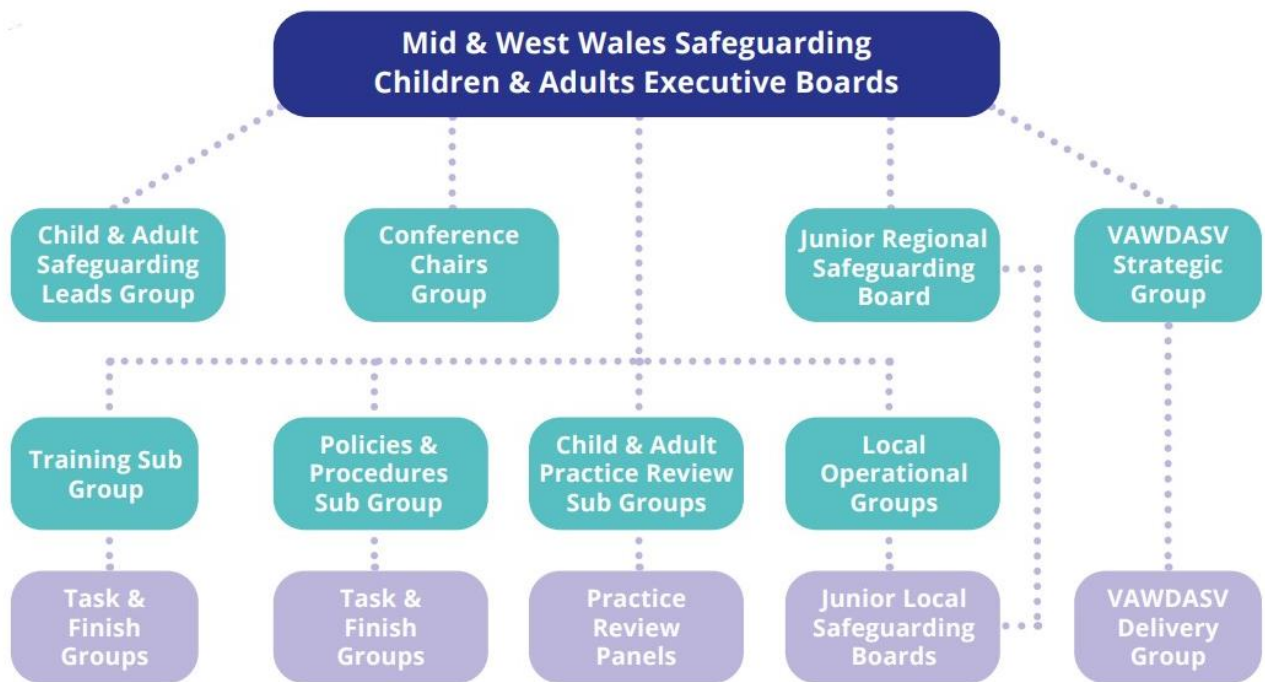 Mid & West Wales Safeguarding
Children & Adults Executive Boards
Child & Adult
Safeguarding
Leads Group
Conference
Chairs
Group
Junior Regional
Safeguarding
Board
VAWDASV
Strategic
Group
Training Sub
Group
Policies &
Procedures
Sub Group
Child & Adult
Practice Review
Sub Groups
Local
Operational
Groups
Task &
Finish
Groups
Task &
Finish
Groups
Practice
Review
Panels
Junior Local
Safeguarding
Boards
VAWDASV
Delivery
Group